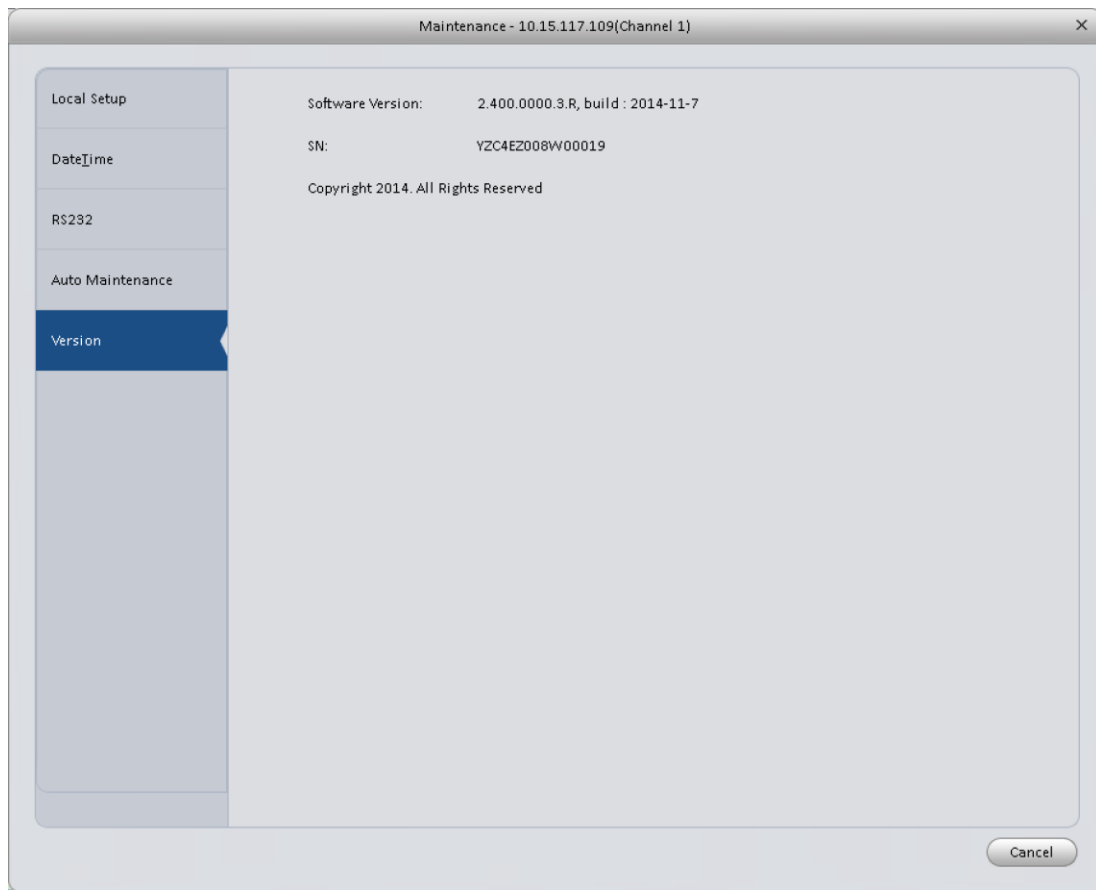 Maintenance - 10.15.117.109(Channel 1)
Local Setup
DateTime
RS232
Auto Maintenance
Version
Software Version: 2.400.0000.3.R, build : 2014-11-7
SN: YZC4EZ008W00019
Copyright 2014. All Rights Reserved
Cancel